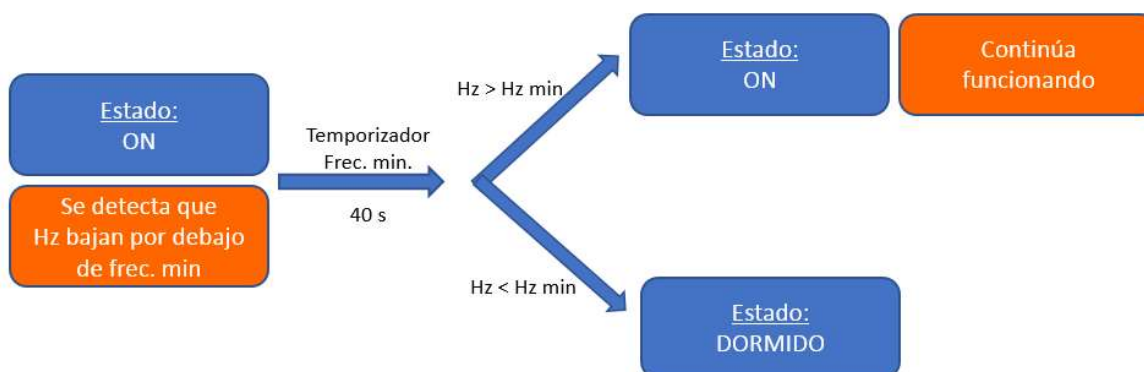 Estado:
ON
Se detecta que
Hz bajan por debajo
de frec. min
Temporizador
Frec. min.
40 s
Hz > Hz min
Estado:
ON
Continúa
funcionando
Hz < Hz min
Estado:
DORMIDO